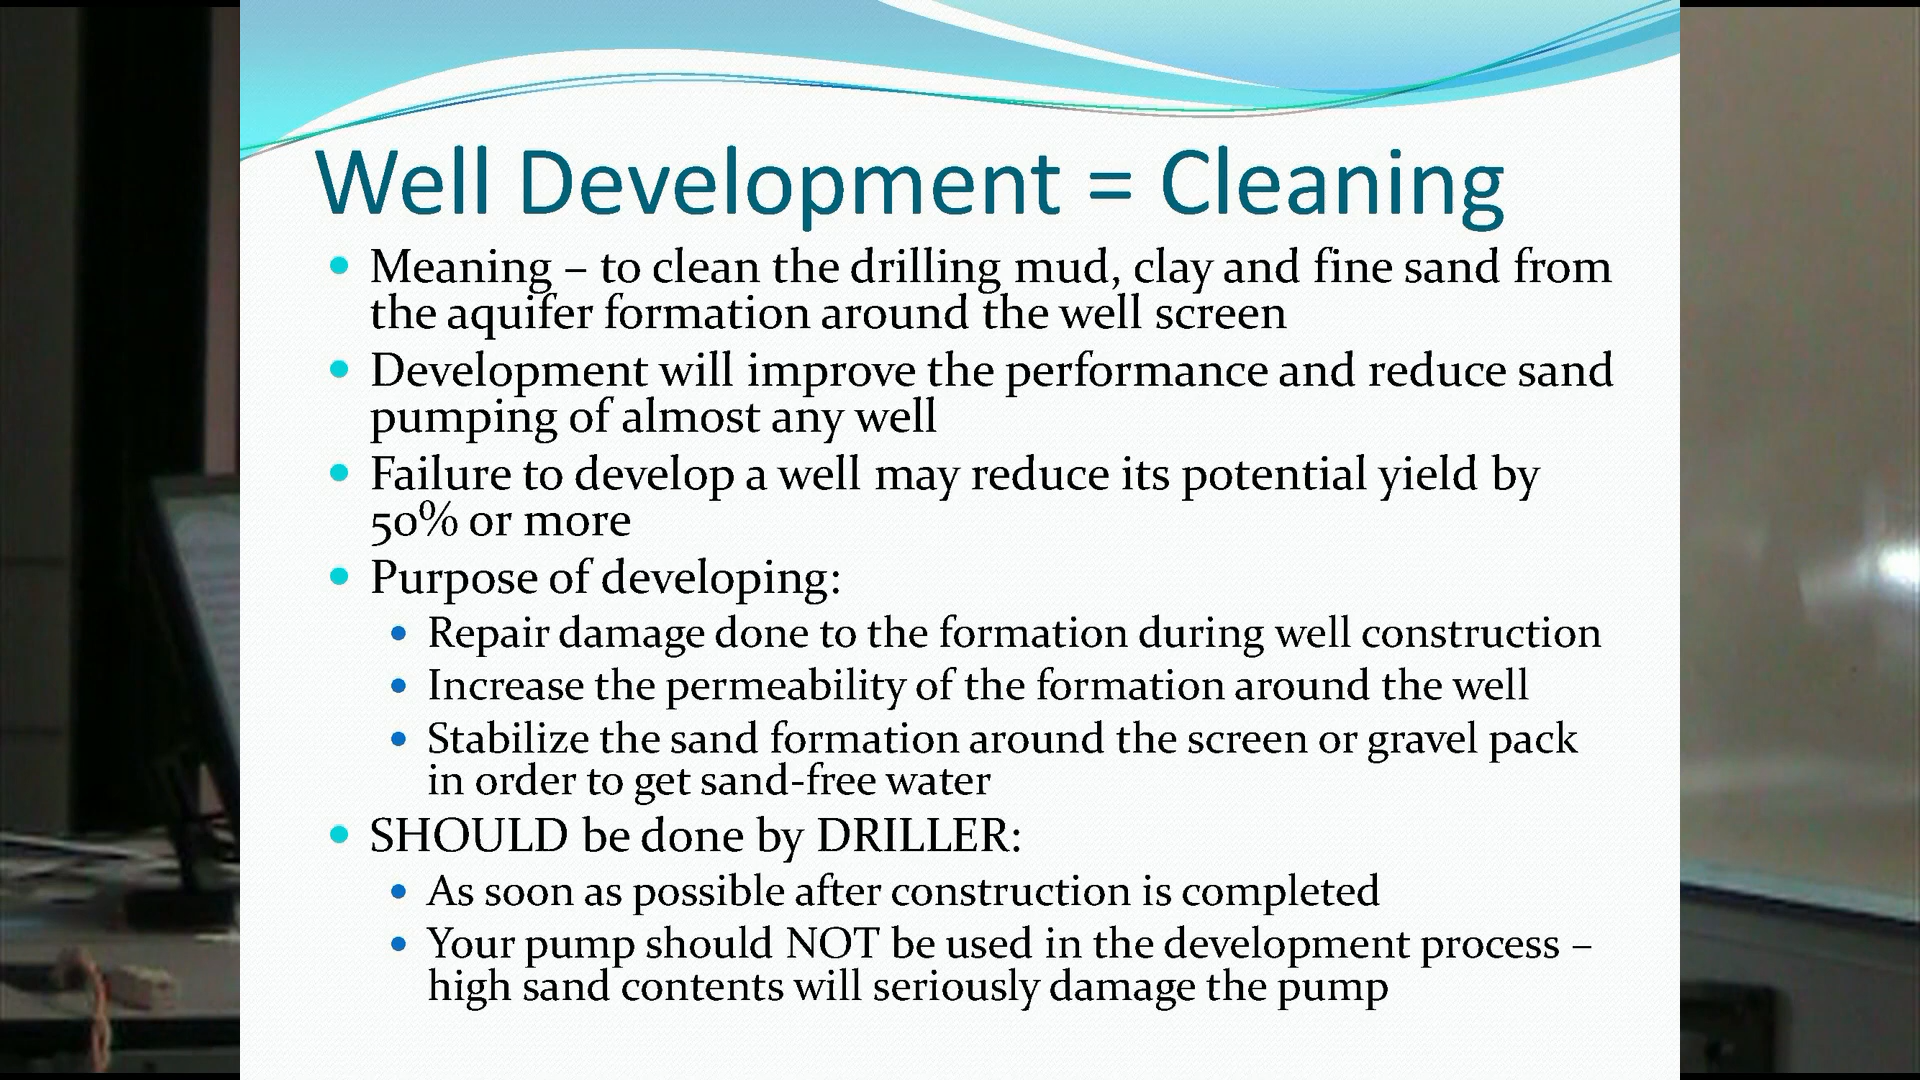 Well Development = Cleaning
• Meaning – to clean the drilling mud, clay and fine sand from
the aquifer formation around the well screen
• Development will improve the performance and reduce sand
pumping of almost any well
• Failure to develop a well may reduce its potential yield by
50% or more
• Purpose of developing:
• Repair damage done to the formation during well construction
• Increase the permeability of the formation around the well
• Stabilize the sand formation around the screen or gravel pack
in order to get sand-free water
• SHOULD be done by DRILLER:
• As soon as possible after construction is completed
• Your pump should NOT be used in the development process –
high sand contents will seriously damage the pump